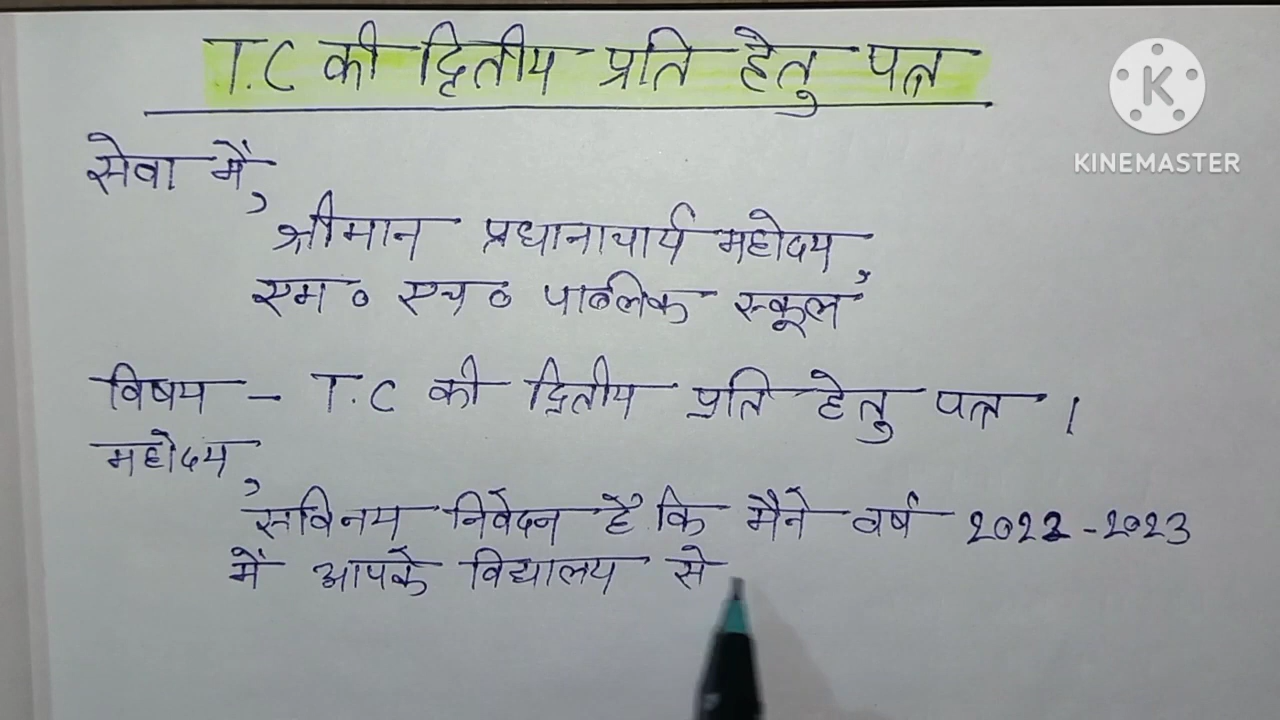 T.C की द्वितीय प्रति हेतु पत्र
K
KINEMASTER
सेवा में,
श्रीमान प्रधानाचार्य महोदय,
एम० एच० पब्लिक स्कूल
विषय - T.C की द्वितीय प्रति हेतु पत्र ।
महोदय,
सविनय निवेदन है कि मैने वर्ष 2022-2023
में आपके विद्यालय से